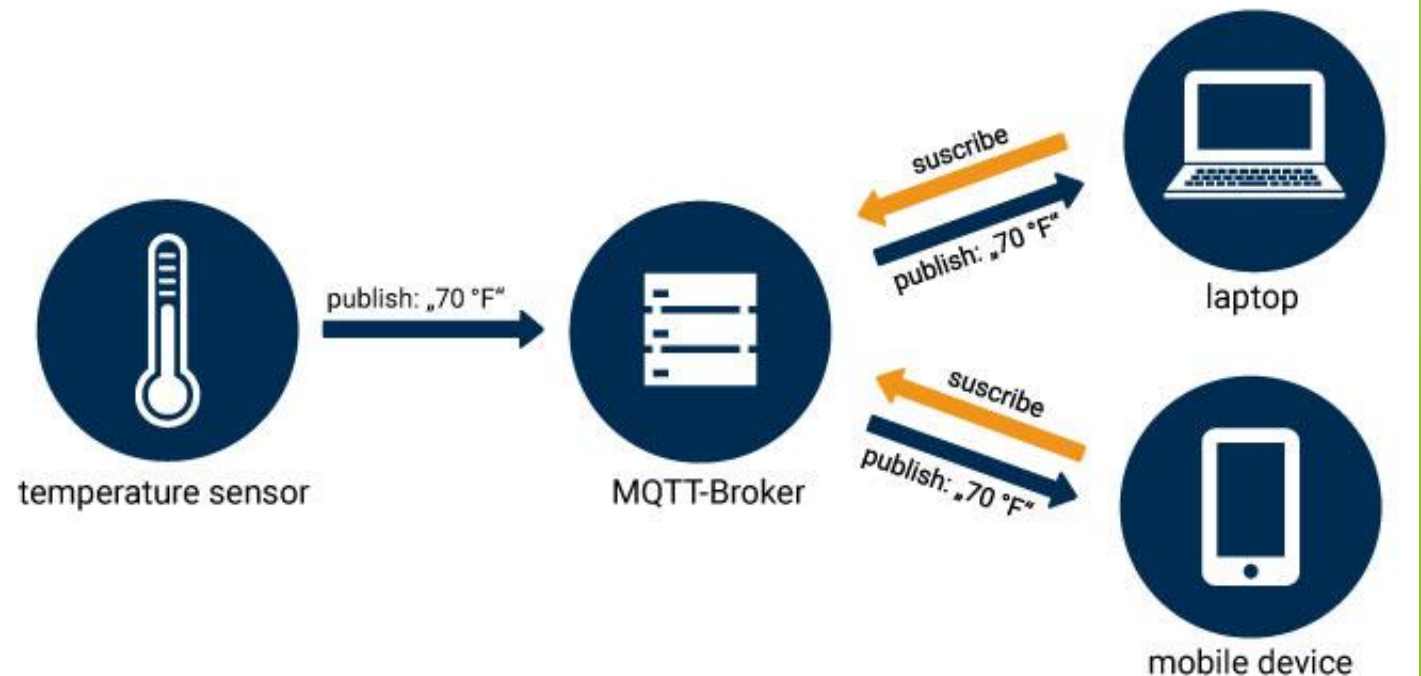 suscribe
publish: „70 °F“
laptop
publish: „70 °F“
temperature sensor
MQTT-Broker
suscribe
publish: „70 °F“
mobile device